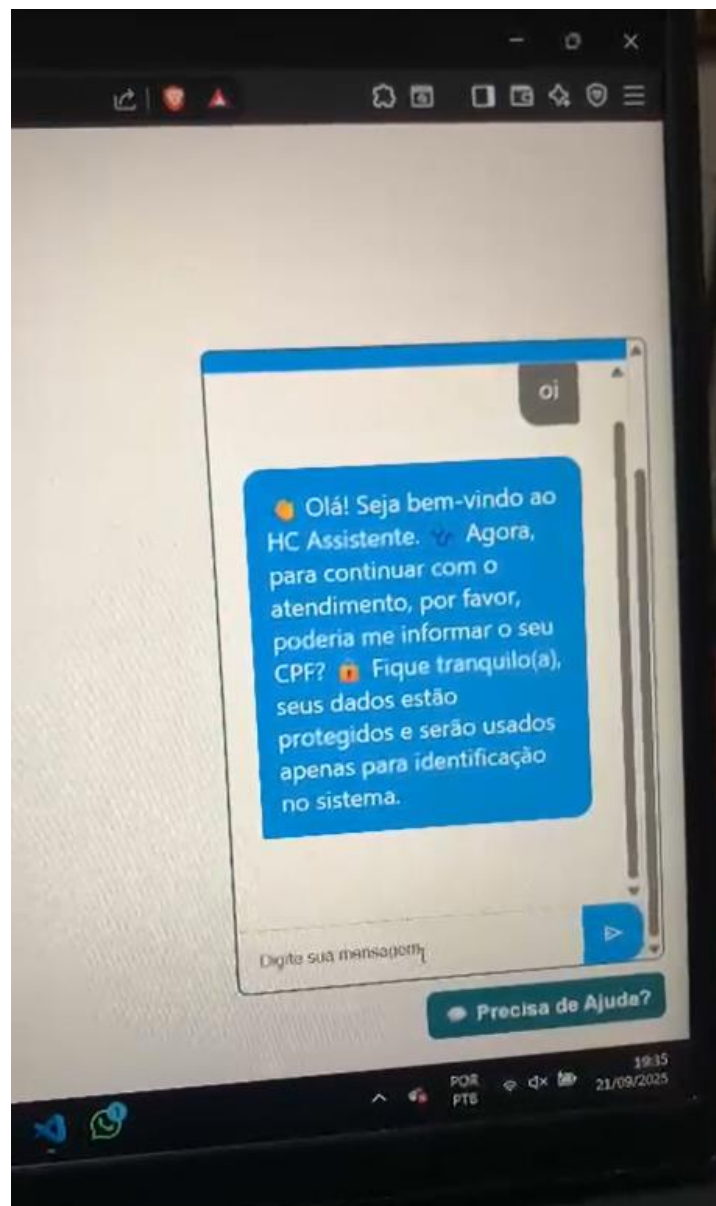 oi
👏 Olá! Seja bem-vindo ao
HC Assistente. 🩺 Agora,
para continuar com o
atendimento, por favor,
poderia me informar o seu
CPF? 🔒 Fique tranquilo(a),
seus dados estão
protegidos e serão usados
apenas para identificação
no sistema.
Digite sua mensagem
Precisa de Ajuda?
POR
PTB
19:35
21/09/2025
1